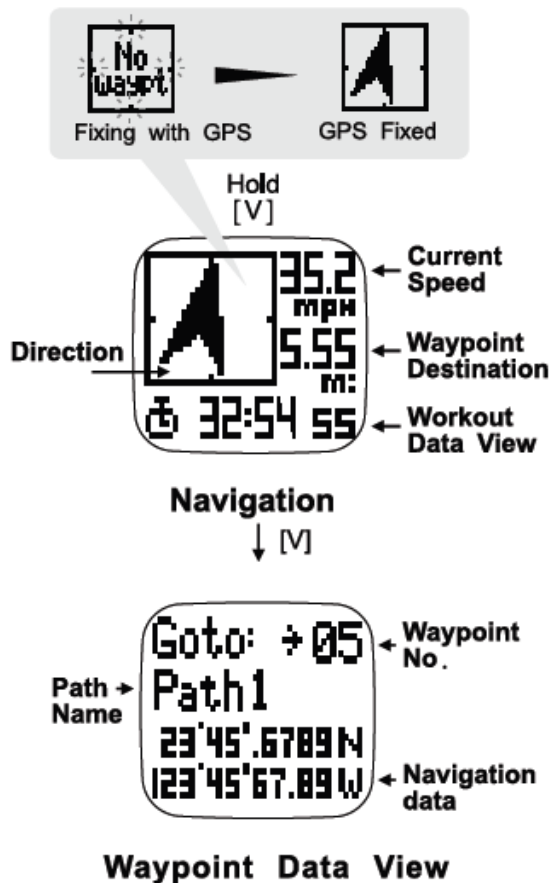 No
waypt
Fixing with GPS
GPS Fixed
Hold
[V]
35.2
mpH
Current
Speed
Direction
5.55
m:
Waypoint
Destination
32:54 55
Workout
Data View
Navigation
[V]
Goto: → 05
Waypoint
No.
Path
Name
Path1
23°45'.6789N
123°45'67.89W
Navigation
data
Waypoint Data View